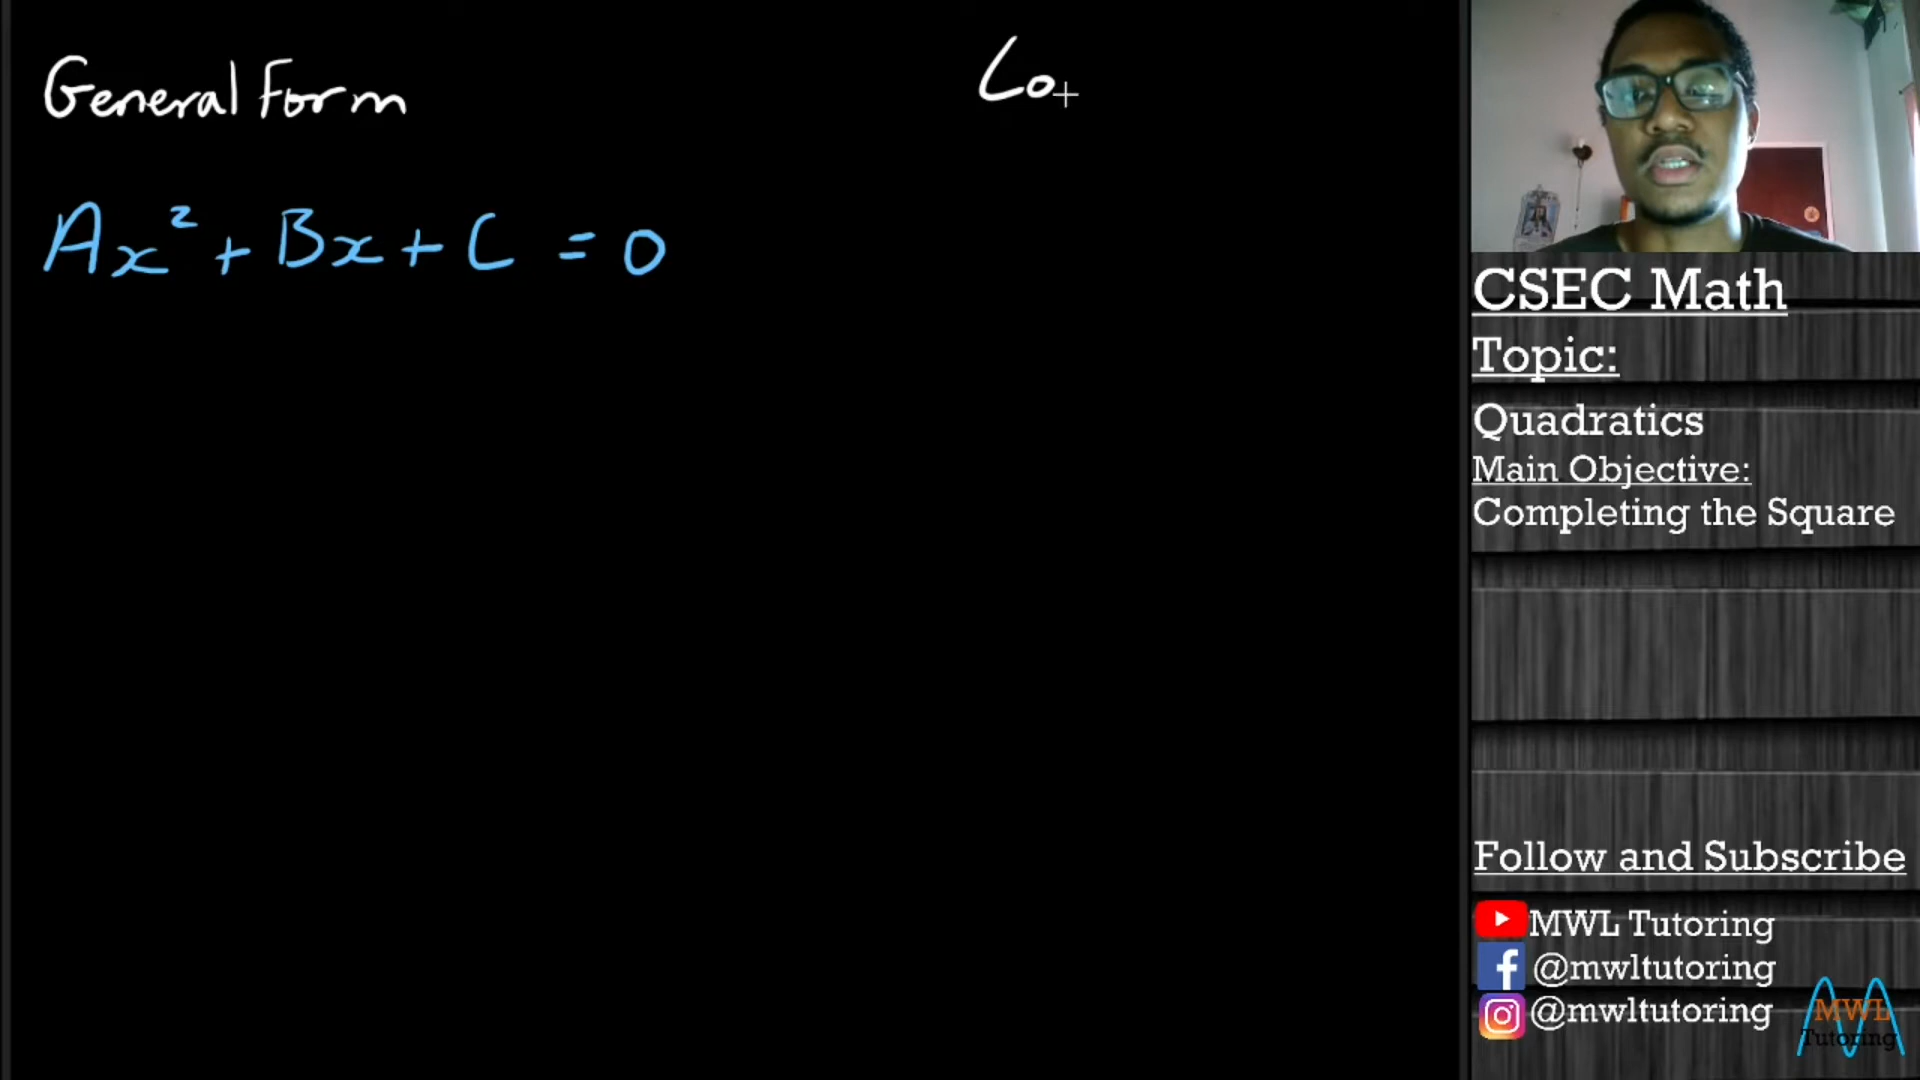 General Form
Co
Ax² + Bx + C = 0
CSEC Math
Topic:
Quadratics
Main Objective:
Completing the Square
Follow and Subscribe
MWL Tutoring
@mwltutoring
@mwltutoring
MWL
Tutoring